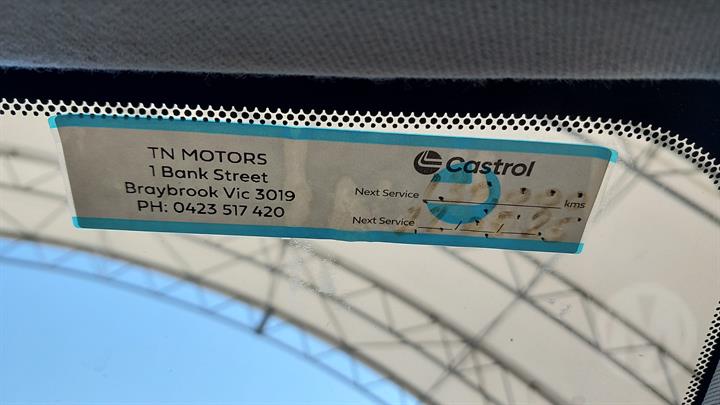 TN MOTORS
1 Bank Street
Braybrook Vic 3019
PH: 0423 517 420
Castrol
Next Service kms
Next Service / /